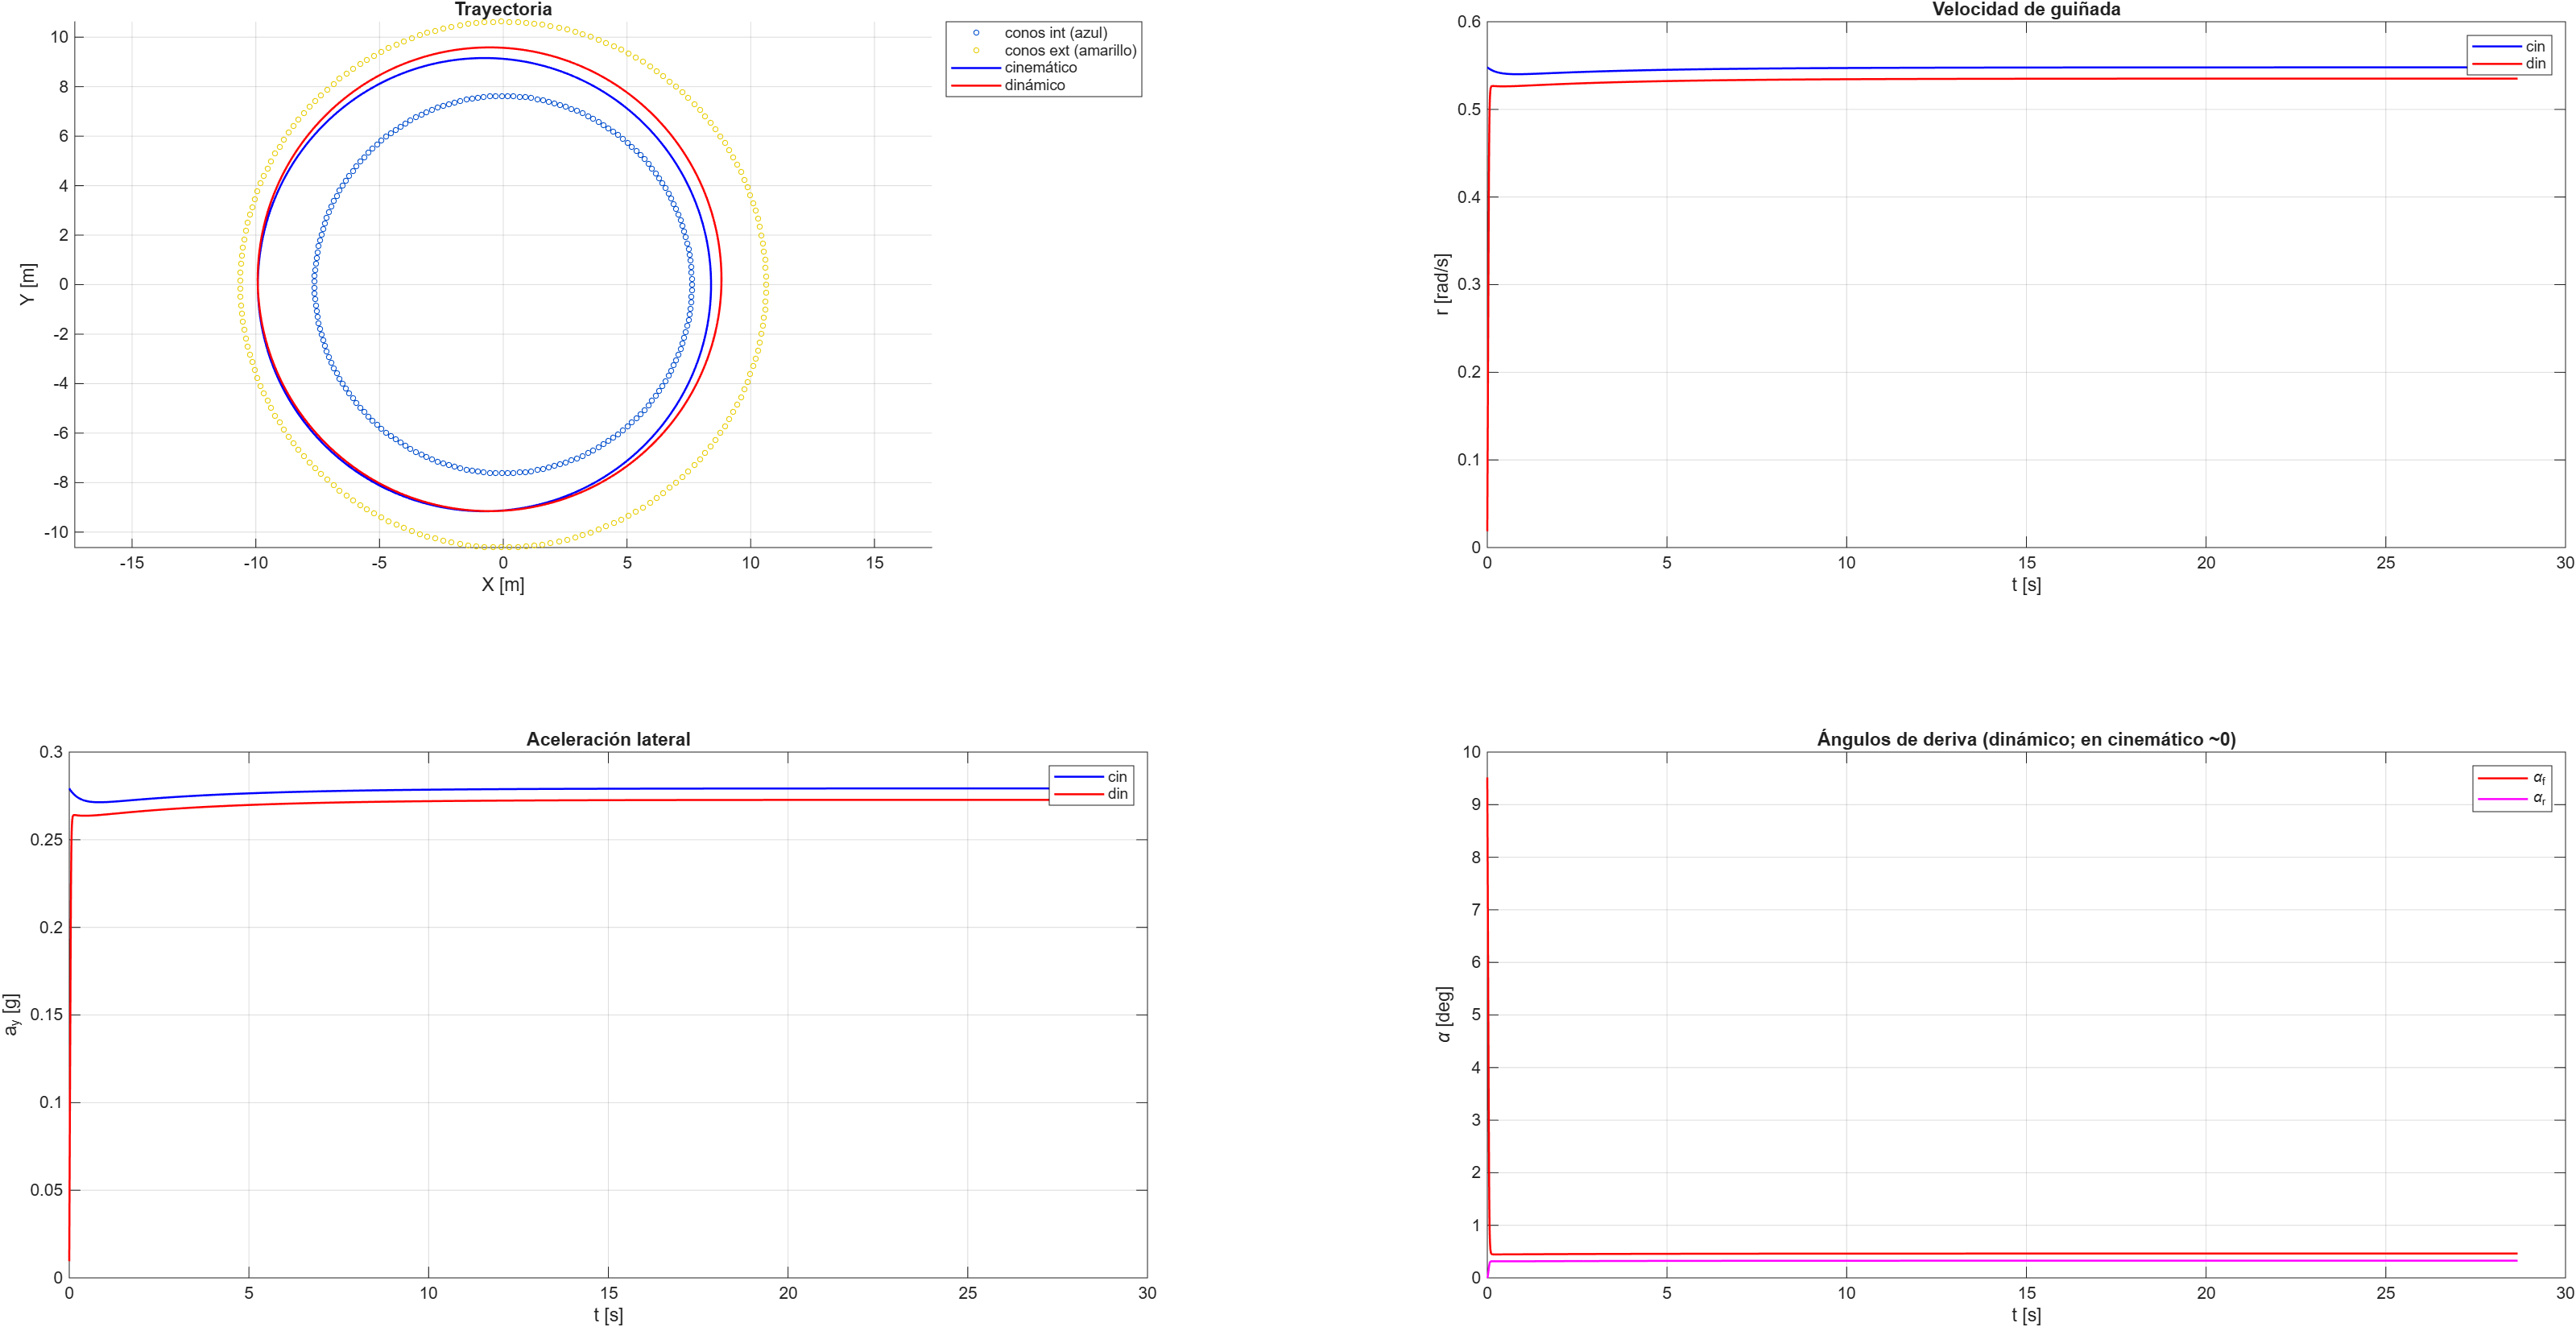 Trayectoria
10
8
6
4
2
0
-2
-4
-6
-8
-10
Y [m]
-15 -10 -5 0 5 10 15
X [m]
conos int (azul)
conos ext (amarillo)
cinemático
dinámico
Velocidad de guiñada
0.6
0.5
0.4
0.3
0.2
0.1
0
r [rad/s]
0 5 10 15 20 25 30
t [s]
cin
din
Aceleración lateral
0.3
0.25
0.2
0.15
0.1
0.05
0
a_y [g]
0 5 10 15 20 25 30
t [s]
cin
din
Ángulos de deriva (dinámico; en cinemático ~0)
10
9
8
7
6
5
4
3
2
1
0
α [deg]
0 5 10 15 20 25 30
t [s]
α_f
α_r